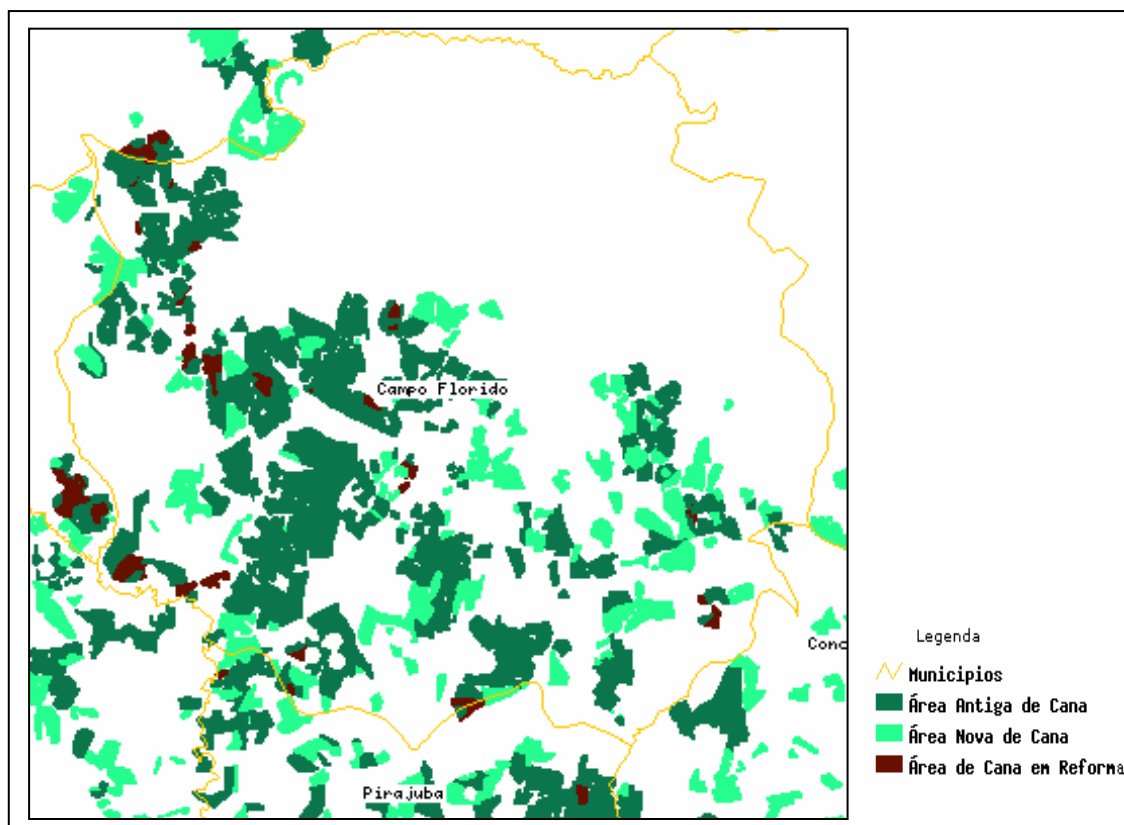 Campo Florido
Conc
Pirajuba
Legenda
Municipios
Área Antiga de Cana
Área Nova de Cana
Área de Cana em Reforma